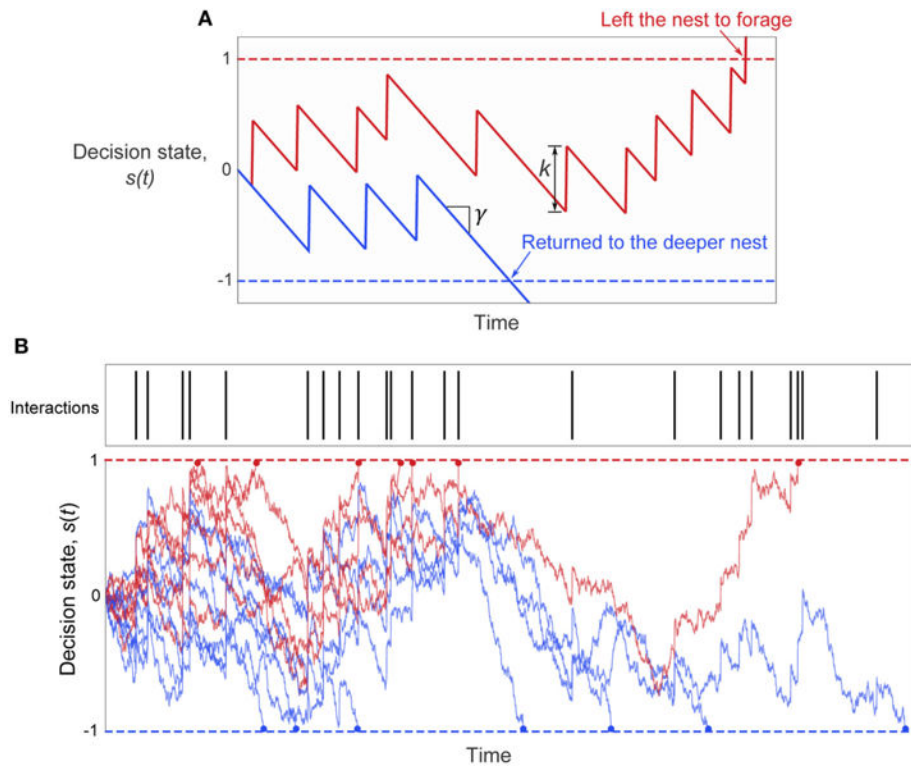 A
Left the nest to forage
1
Decision state,
s(t)
0
k
γ
Returned to the deeper nest
-1
Time
B
Interactions
1
Decision state, s(t)
0
-1
Time